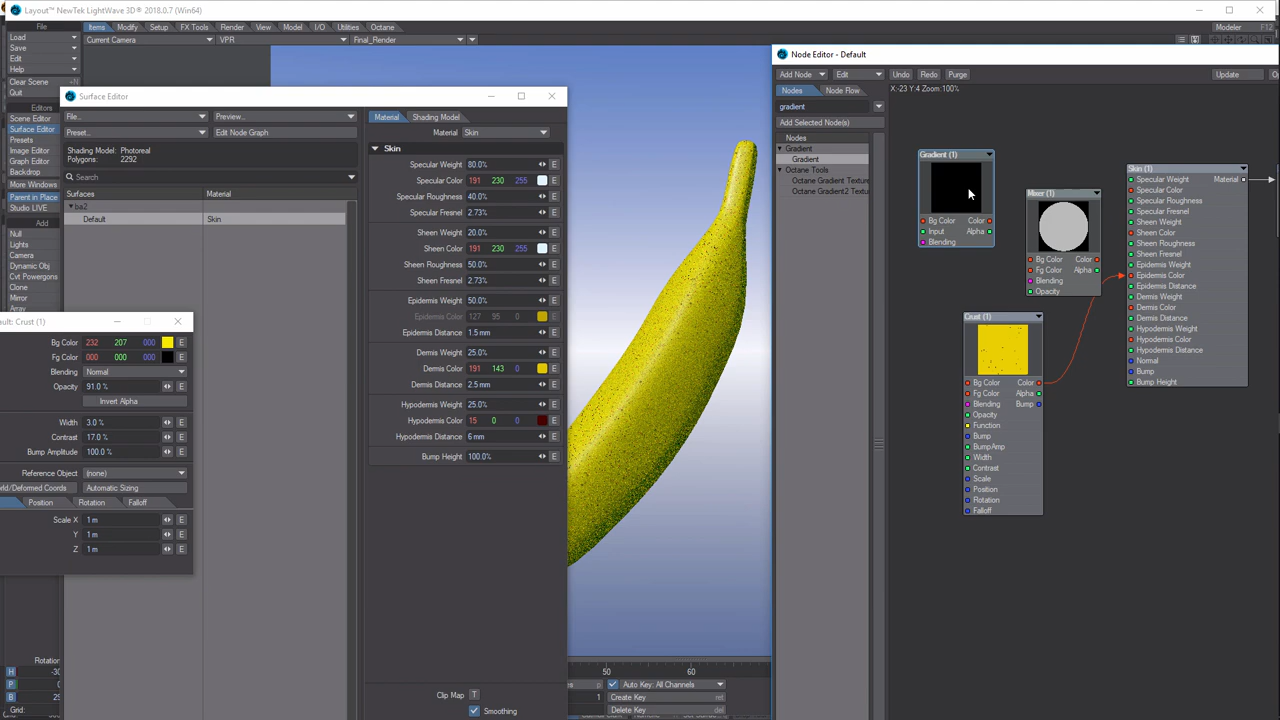 Layout™ NewTek LightWave 3D® 2018.0.7 (Win64)
File
Items
Modify
Setup
FX Tools
Render
View
Model
I/O
Utilities
Octane
Modeler
F12
Load
Save
Edit
Help
Clear Scene
Quit
Current Camera
VPR
Final_Render
Editors
Scene Editor
Surface Editor
Presets
Image Editor
Graph Editor
Backdrop
More Windows
Parent in Place
Studio LIVE
Add
Null
Lights
Camera
Dynamic Obj
Cvt Powergons
Clone
Mirror
Array
Surface Editor
File...
Preview...
Preset...
Edit Node Graph
Shading Model: Photoreal
Polygons: 2292
Search
Surfaces
Material
ba2
Default
Skin
Material
Shading Model
Material
Skin
Skin
Specular Weight 80.0% E
Specular Color 191 230 255 E
Specular Roughness 40.0% E
Specular Fresnel 2.73% E
Sheen Weight 20.0% E
Sheen Color 191 230 255 E
Sheen Roughness 50.0% E
Sheen Fresnel 2.73% E
Epidermis Weight 50.0% E
Epidermis Color 127 95 0 E
Epidermis Distance 1.5 mm E
Dermis Weight 25.0% E
Dermis Color 191 143 0 E
Dermis Distance 2.5 mm E
Hypodermis Weight 25.0% E
Hypodermis Color 15 0 0 E
Hypodermis Distance 6 mm E
Bump Height 100.0% E
Clip Map T
Smoothing
ault: Crust (1)
Bg Color 232 207 000 E
Fg Color 000 000 000 E
Blending Normal
Opacity 91.0 % E
Invert Alpha
Width 3.0 % E
Contrast 17.0 % E
Bump Amplitude 100.0 % E
Reference Object (none)
rld/Deformed Coords
Automatic Sizing
Position
Rotation
Falloff
Scale X 1 m E
Y 1 m E
Z 1 m E
Rotation
H -30
P
B 25
Grid:
50
60
Auto Key: All Channels
1
Create Key ret
Delete Key del
Node Editor - Default
Add Node
Edit
Undo
Redo
Purge
Update
Nodes
Node Flow
X:-23 Y:4 Zoom:100%
gradient
Add Selected Node(s)
Nodes
Gradient
Gradient
Octane Tools
Octane Gradient Texture
Octane Gradient2 Textu
Gradient (1)
Bg Color
Color
Input
Alpha
Blending
Mixer (1)
Bg Color
Color
Fg Color
Alpha
Blending
Opacity
Crust (1)
Bg Color
Color
Fg Color
Alpha
Blending
Bump
Opacity
Function
Bump
BumpAmp
Width
Contrast
Scale
Position
Rotation
Falloff
Skin (1)
Specular Weight
Material
Specular Color
Specular Roughness
Specular Fresnel
Sheen Weight
Sheen Color
Sheen Roughness
Sheen Fresnel
Epidermis Weight
Epidermis Color
Epidermis Distance
Dermis Weight
Dermis Color
Dermis Distance
Hypodermis Weight
Hypodermis Color
Hypodermis Distance
Normal
Bump
Bump Height